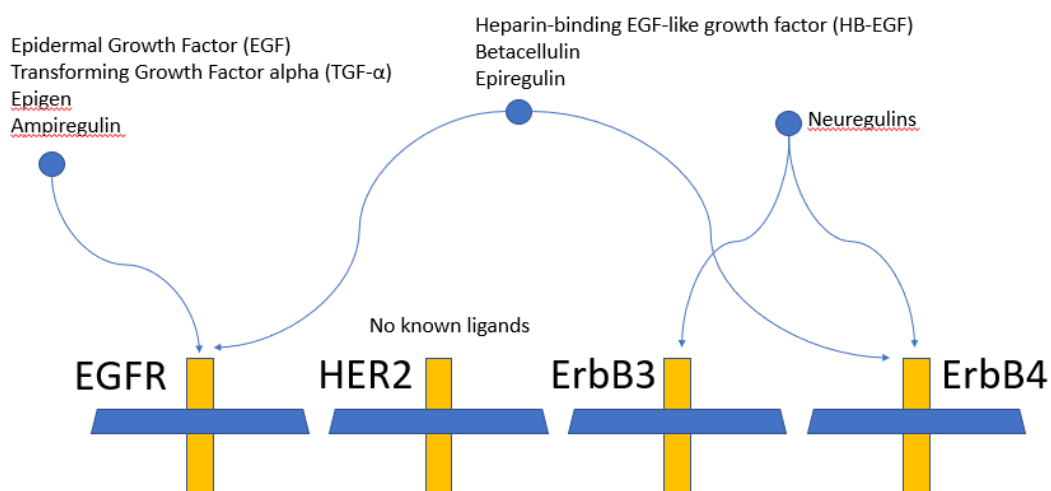 Epidermal Growth Factor (EGF)
Transforming Growth Factor alpha (TGF-α)
Epigen
Ampiregulin
Heparin-binding EGF-like growth factor (HB-EGF)
Betacellulin
Epiregulin
Neuregulins
No known ligands
EGFR
HER2
ErbB3
ErbB4